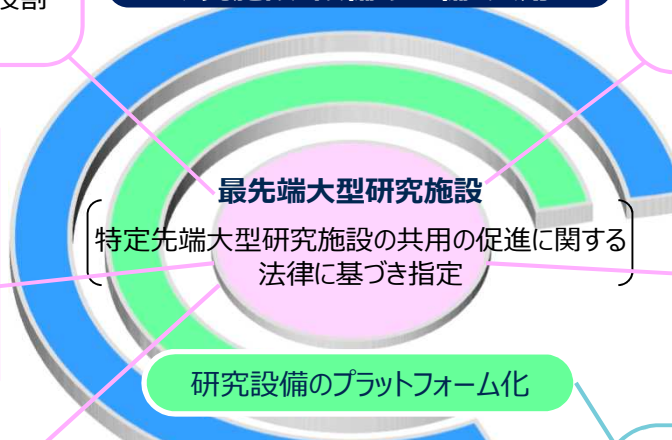 最先端大型研究施設
特定先端大型研究施設の共用の促進に関する
法律に基づき指定
研究設備のプラットフォーム化